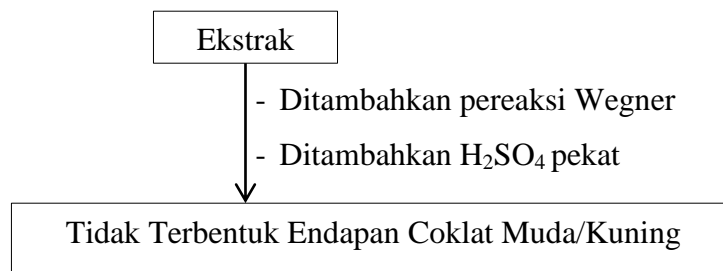 Ekstrak
- Ditambahkan pereaksi Wegner
- Ditambahkan H₂SO₄ pekat
Tidak Terbentuk Endapan Coklat Muda/Kuning